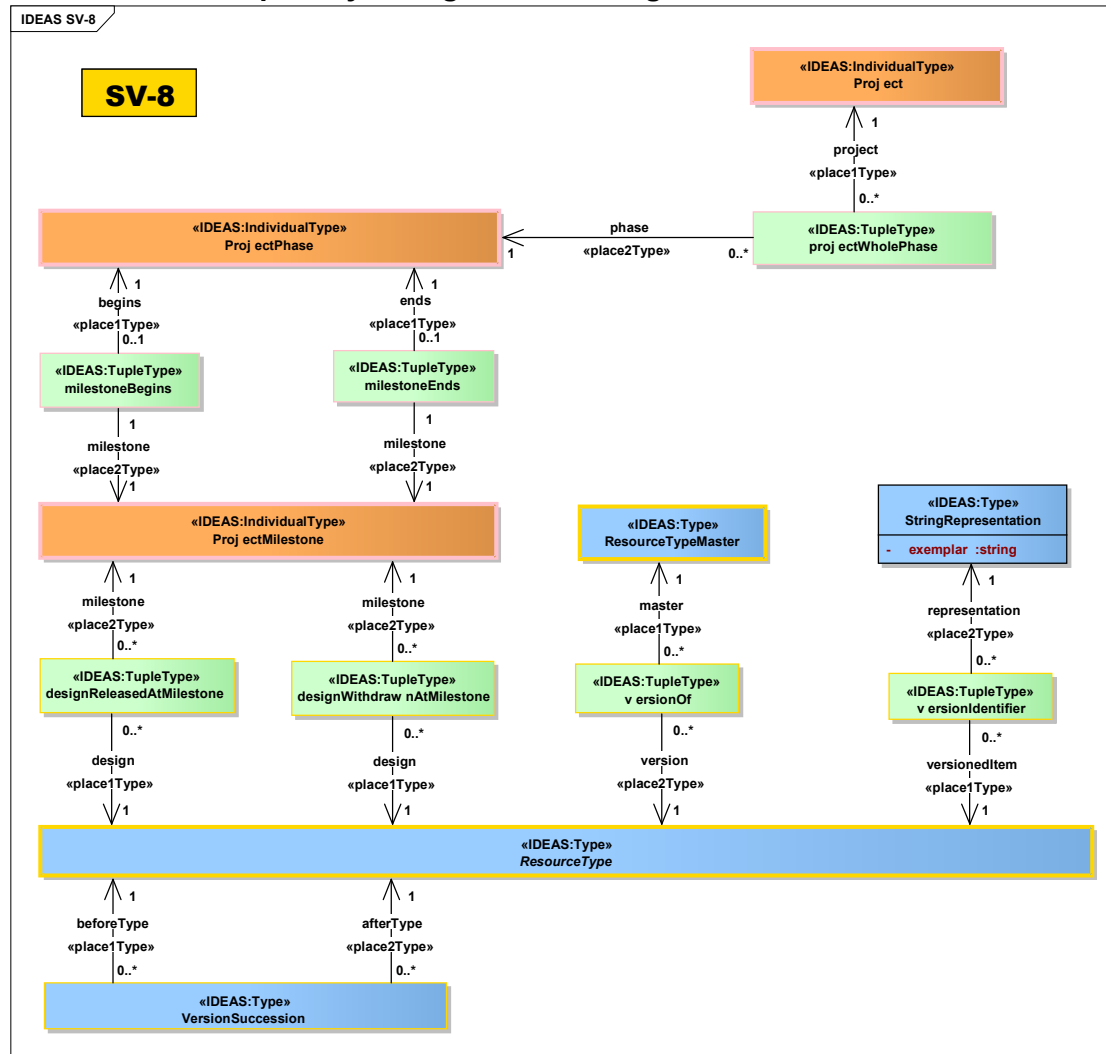 IDEAS SV-8
SV-8
«IDEAS:IndividualType»
Proj ect
1
project
«place1Type»
0..*
«IDEAS:IndividualType»
Proj ectPhase
phase
«place2Type»
1
0..*
«IDEAS:TupleType»
proj ectWholePhase
1
begins
«place1Type»
0..1
1
ends
«place1Type»
0..1
«IDEAS:TupleType»
milestoneBegins
«IDEAS:TupleType»
milestoneEnds
1
milestone
«place2Type»
1
1
milestone
«place2Type»
1
«IDEAS:IndividualType»
Proj ectMilestone
«IDEAS:Type»
ResourceTypeMaster
«IDEAS:Type»
StringRepresentation
- exemplar :string
1
milestone
«place2Type»
0..*
1
milestone
«place2Type»
0..*
1
master
«place1Type»
0..*
1
representation
«place2Type»
0..*
«IDEAS:TupleType»
designReleasedAtMilestone
«IDEAS:TupleType»
designWithdraw nAtMilestone
«IDEAS:TupleType»
v ersionOf
«IDEAS:TupleType»
v ersionIdentifier
0..*
design
«place1Type»
1
0..*
design
«place1Type»
1
0..*
version
«place2Type»
1
0..*
versionedItem
«place1Type»
1
«IDEAS:Type»
ResourceType
1
beforeType
«place1Type»
0..*
1
afterType
«place2Type»
0..*
«IDEAS:Type»
VersionSuccession